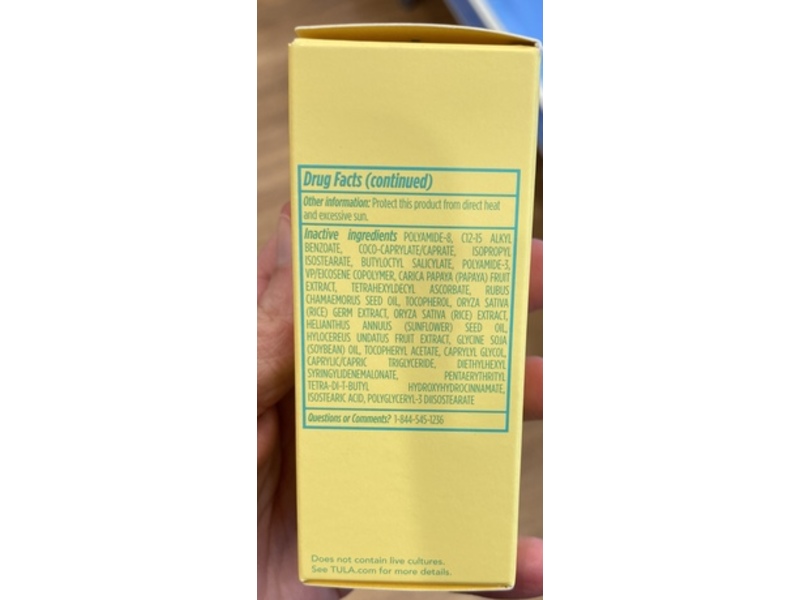 Drug Facts (continued)
Other information: Protect this product from direct heat
and excessive sun.
Inactive ingredients POLYAMIDE-8, C12-15 ALKYL
BENZOATE, COCO-CAPRYLATE/CAPRATE, ISOPROPYL
ISOSTEARATE, BUTYLOCTYL SALICYLATE, POLYAMIDE-3,
VP/EICOSENE COPOLYMER, CARICA PAPAYA (PAPAYA) FRUIT
EXTRACT, TETRAHEXYLDECYL ASCORBATE, RUBUS
CHAMAEMORUS SEED OIL, TOCOPHEROL, ORYZA SATIVA
(RICE) GERM EXTRACT, ORYZA SATIVA (RICE) EXTRACT,
HELIANTHUS ANNUUS (SUNFLOWER) SEED OIL,
HYLOCEREUS UNDATUS FRUIT EXTRACT, GLYCINE SOJA
(SOYBEAN) OIL, TOCOPHERYL ACETATE, CAPRYLYL GLYCOL,
CAPRYLIC/CAPRIC TRIGLYCERIDE, DIETHYLHEXYL
SYRINGYLIDENEMALONATE, PENTAERYTHRITYL
TETRA-DI-T-BUTYL HYDROXYHYDROCINNAMATE,
ISOSTEARIC ACID, POLYGLYCERYL-3 DIISOSTEARATE
Questions or Comments? 1-844-545-1236
Does not contain live cultures.
See TULA.com for more details.